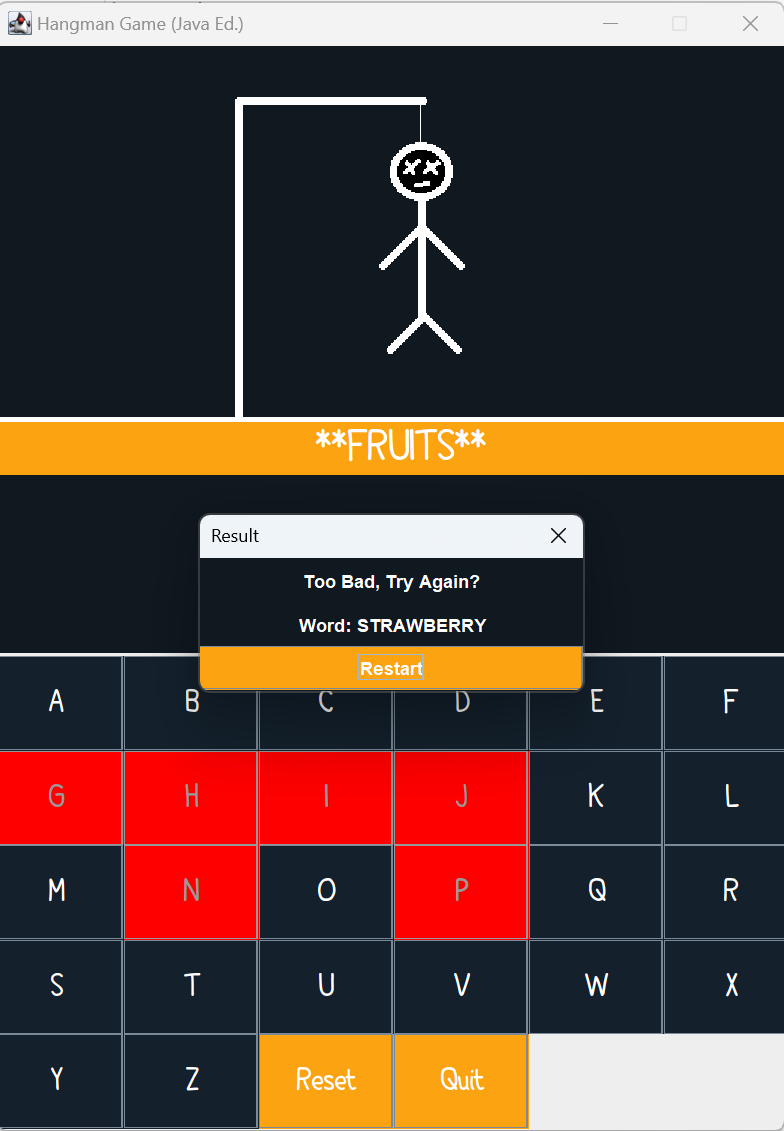 Hangman Game (Java Ed.)
**FRUITS**
Result
Too Bad, Try Again?
Word: STRAWBERRY
Restart
A B C D E F
G H I J K L
M N O P Q R
S T U V W X
Y Z Reset Quit